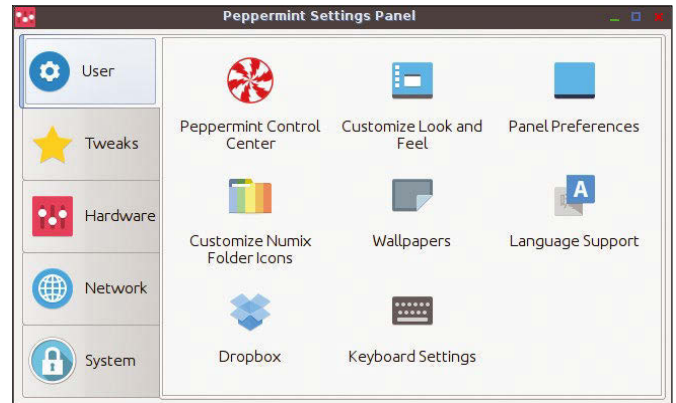 Peppermint Settings Panel
User
Tweaks
Hardware
Network
System
Peppermint Control
Center
Customize Look and
Feel
Panel Preferences
Customize Numix
Folder Icons
Wallpapers
Language Support
A
Dropbox
Keyboard Settings